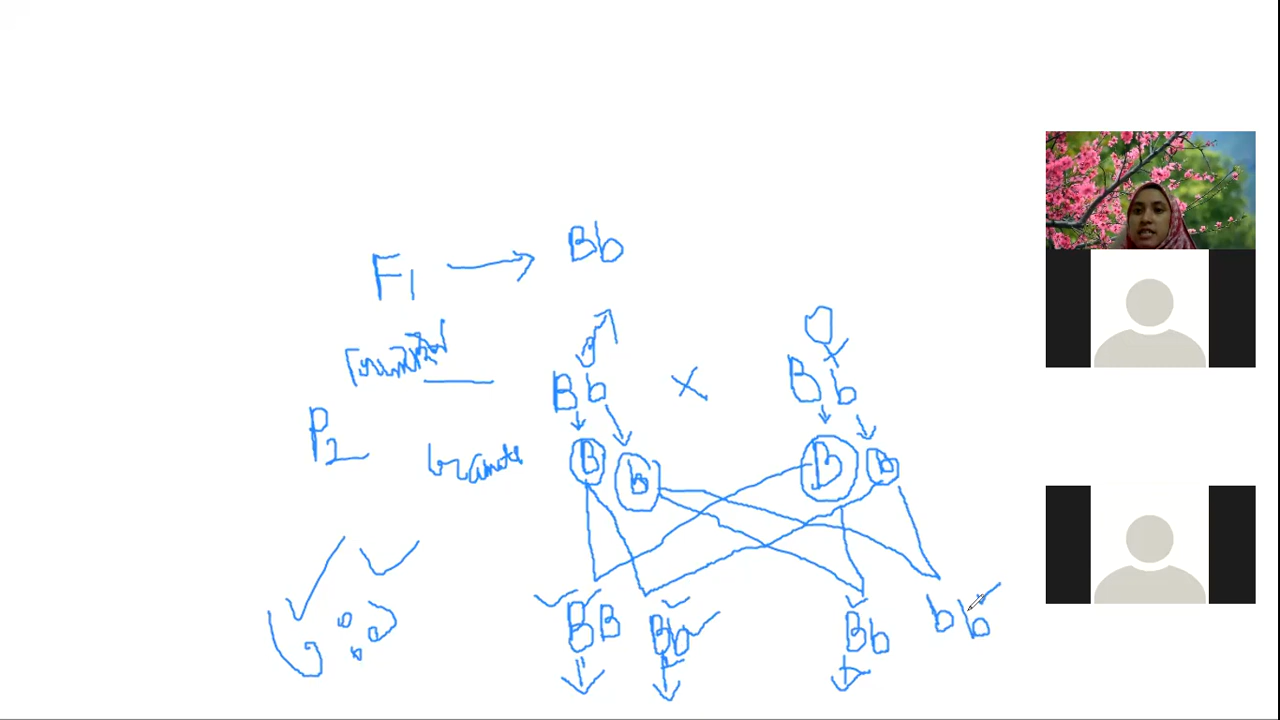 F1 → Bb
♂ ♀
Bb × Bb
P2
B b B b
BB Bb Bb bb